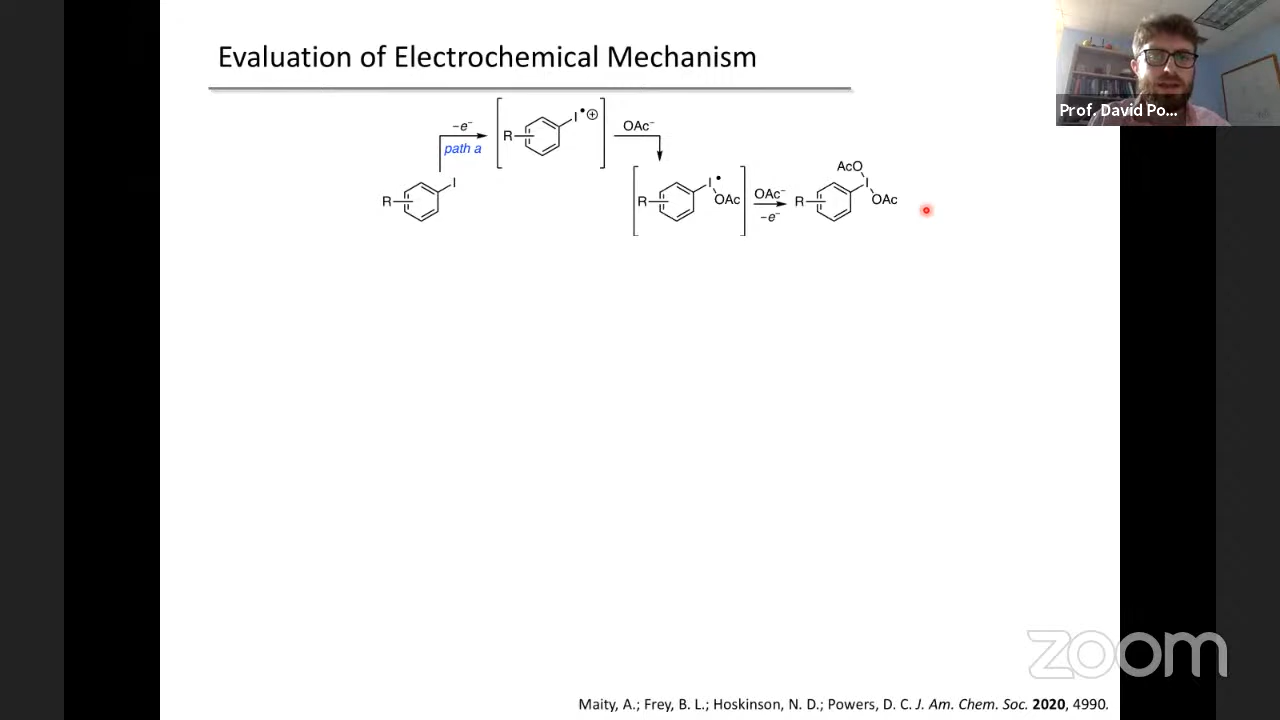 Evaluation of Electrochemical Mechanism
Prof. David Po...
−e⁻
path a
R
I
•
⊕
OAc⁻
R
I
R
I
•
OAc
OAc⁻
−e⁻
AcO
R
I
OAc
zoom
Maity, A.; Frey, B. L.; Hoskinson, N. D.; Powers, D. C. J. Am. Chem. Soc. 2020, 4990.